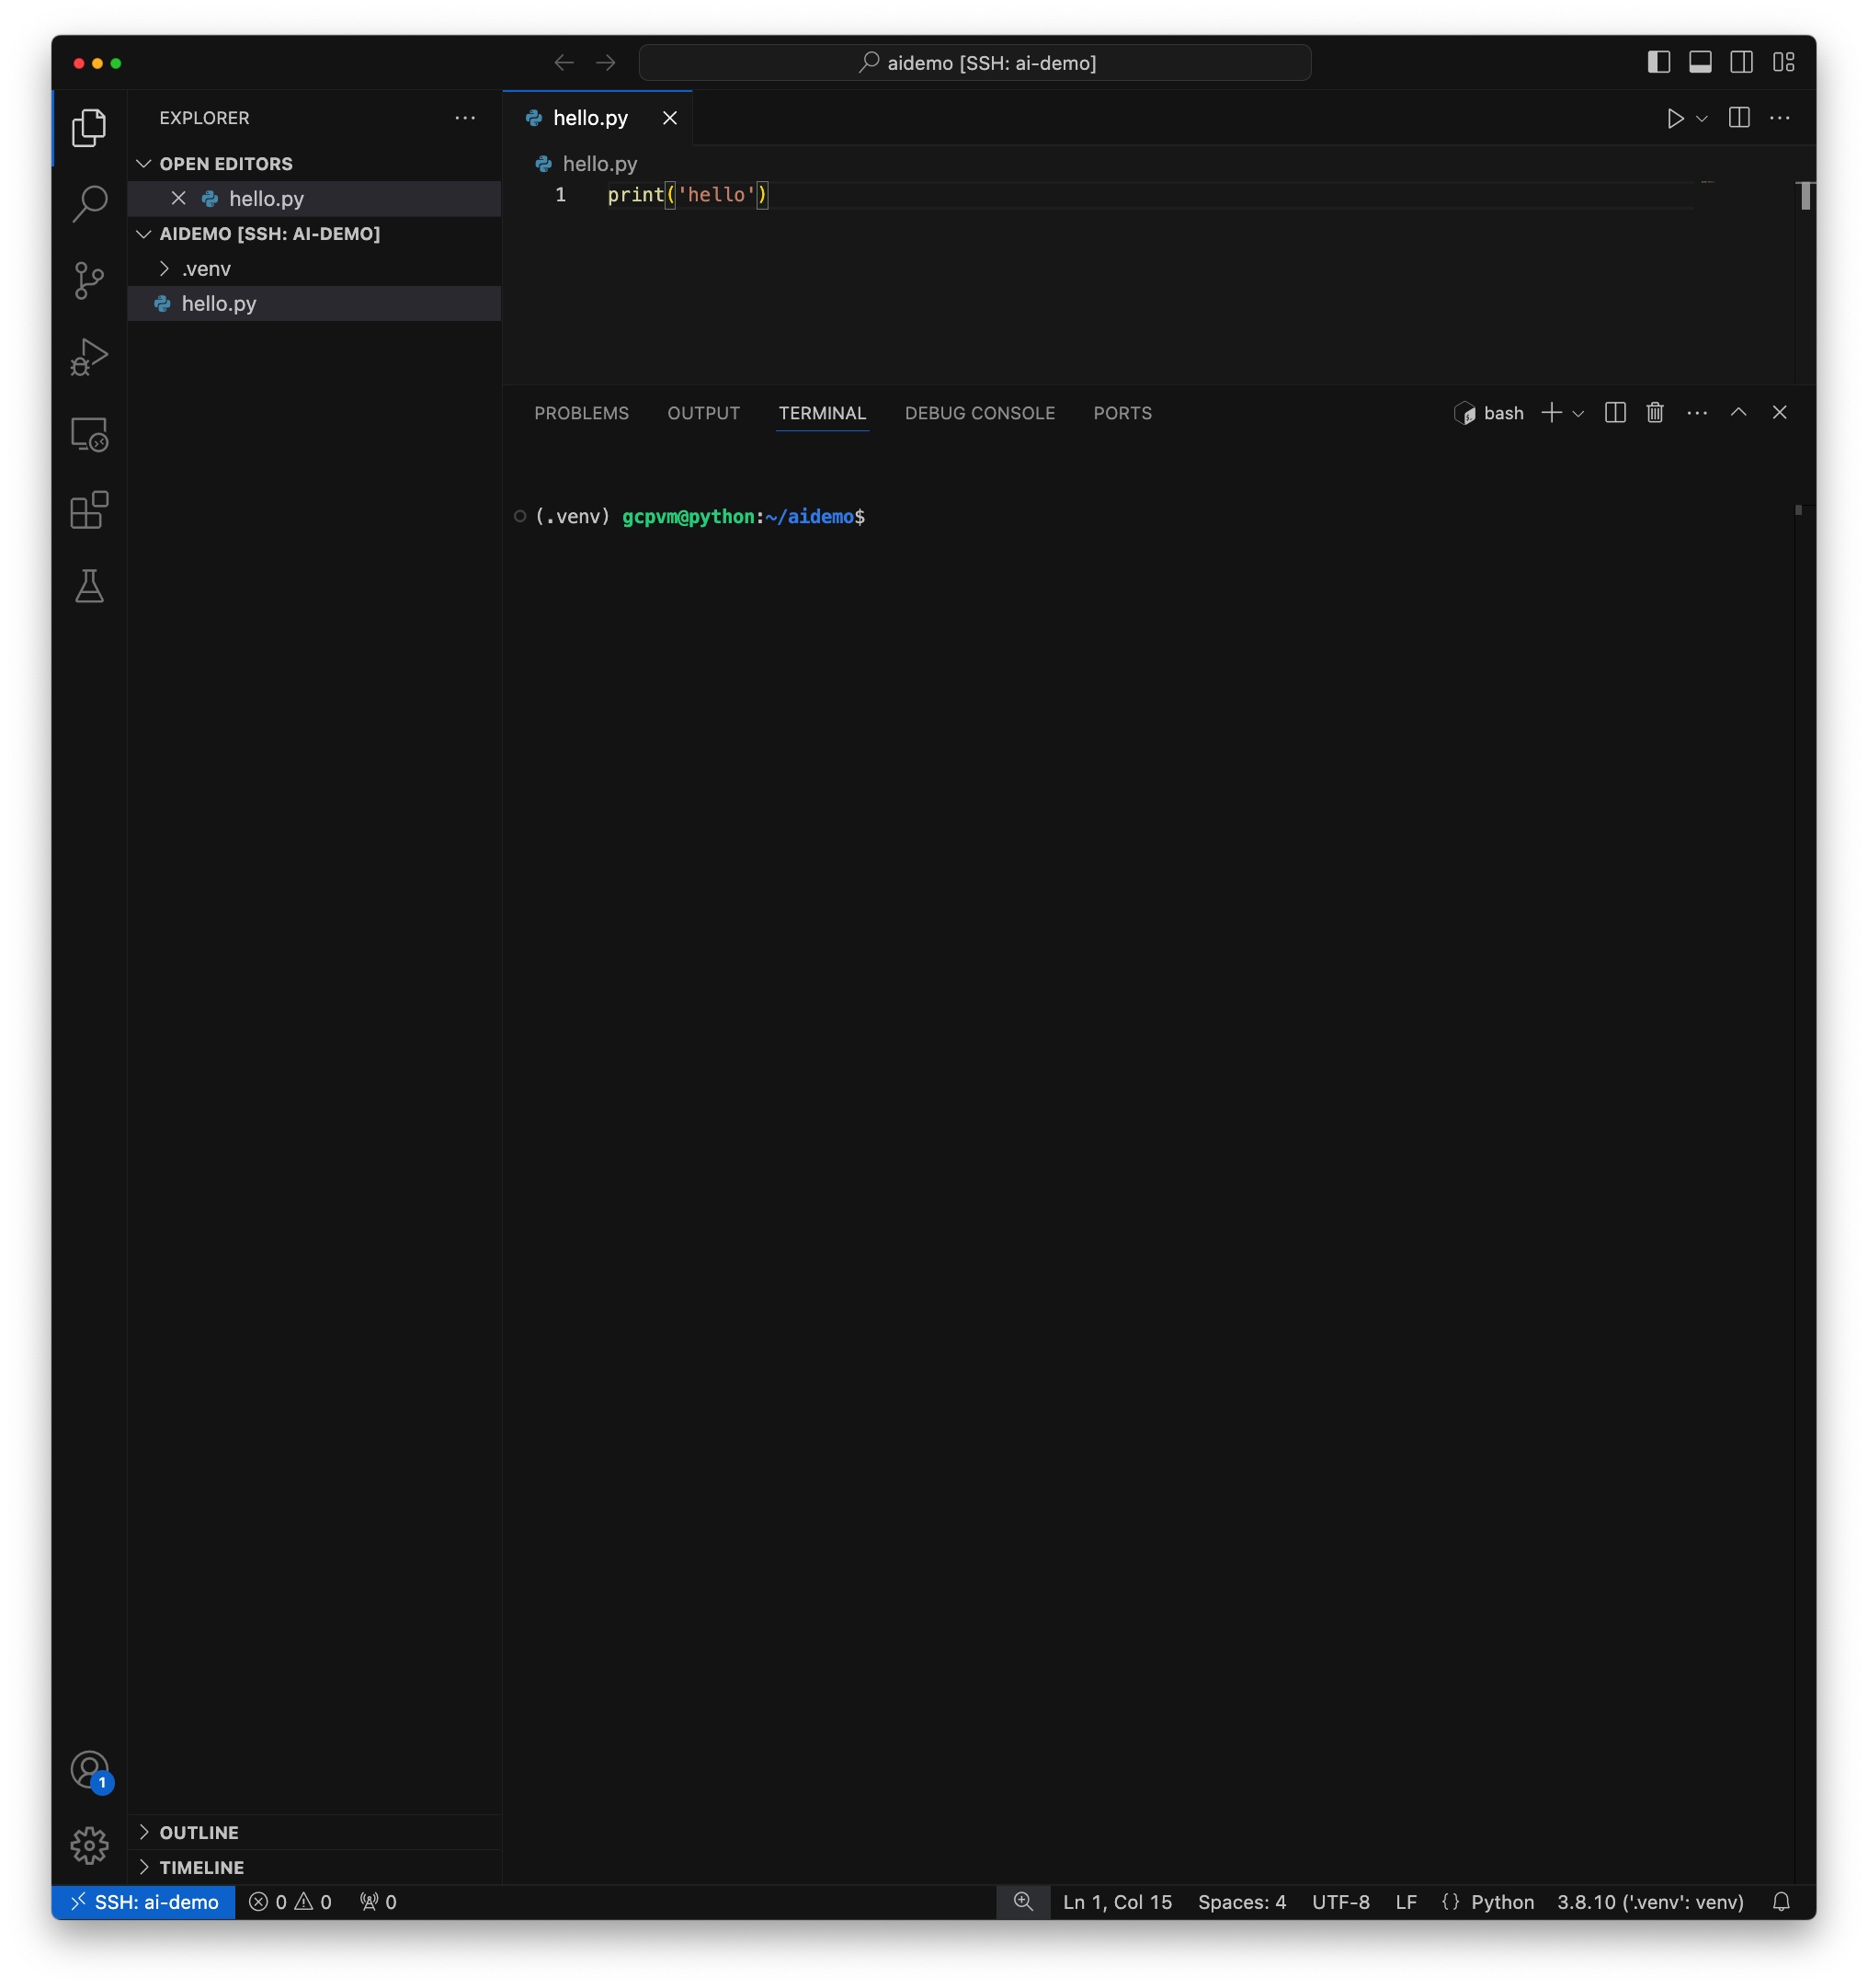 aidemo [SSH: ai-demo]
EXPLORER
OPEN EDITORS
hello.py
AIDEMO [SSH: AI-DEMO]
.venv
hello.py
OUTLINE
TIMELINE
hello.py
hello.py
1 print('hello')
PROBLEMS OUTPUT TERMINAL DEBUG CONSOLE PORTS bash
(.venv) gcpvm@python:~/aidemo$
1
SSH: ai-demo 0 0 0 Ln 1, Col 15 Spaces: 4 UTF-8 LF {} Python 3.8.10 ('.venv': venv)